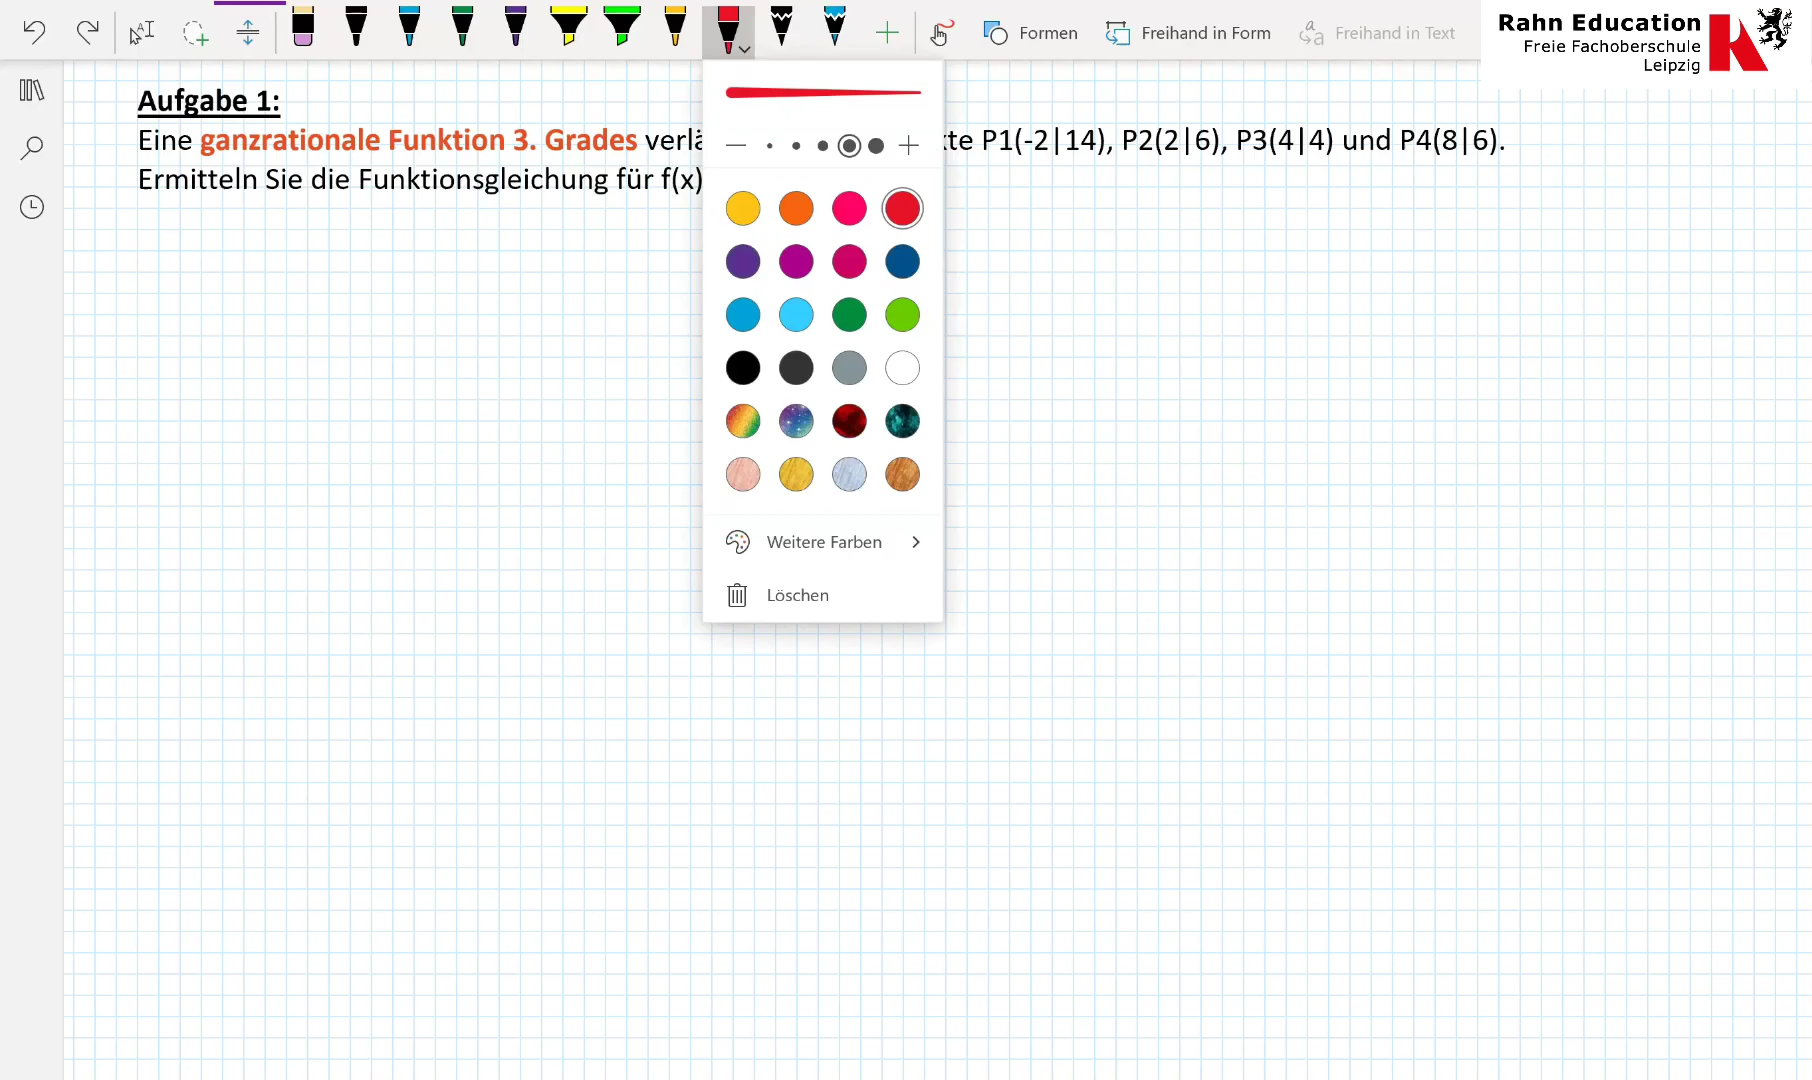 Formen
Freihand in Form
Freihand in Text
Rahn Education
Freie Fachoberschule
Leipzig
Aufgabe 1:
Eine ganzrationale Funktion 3. Grades verlä kte P1(-2|14), P2(2|6), P3(4|4) und P4(8|6).
Ermitteln Sie die Funktionsgleichung für f(x)
Weitere Farben
Löschen